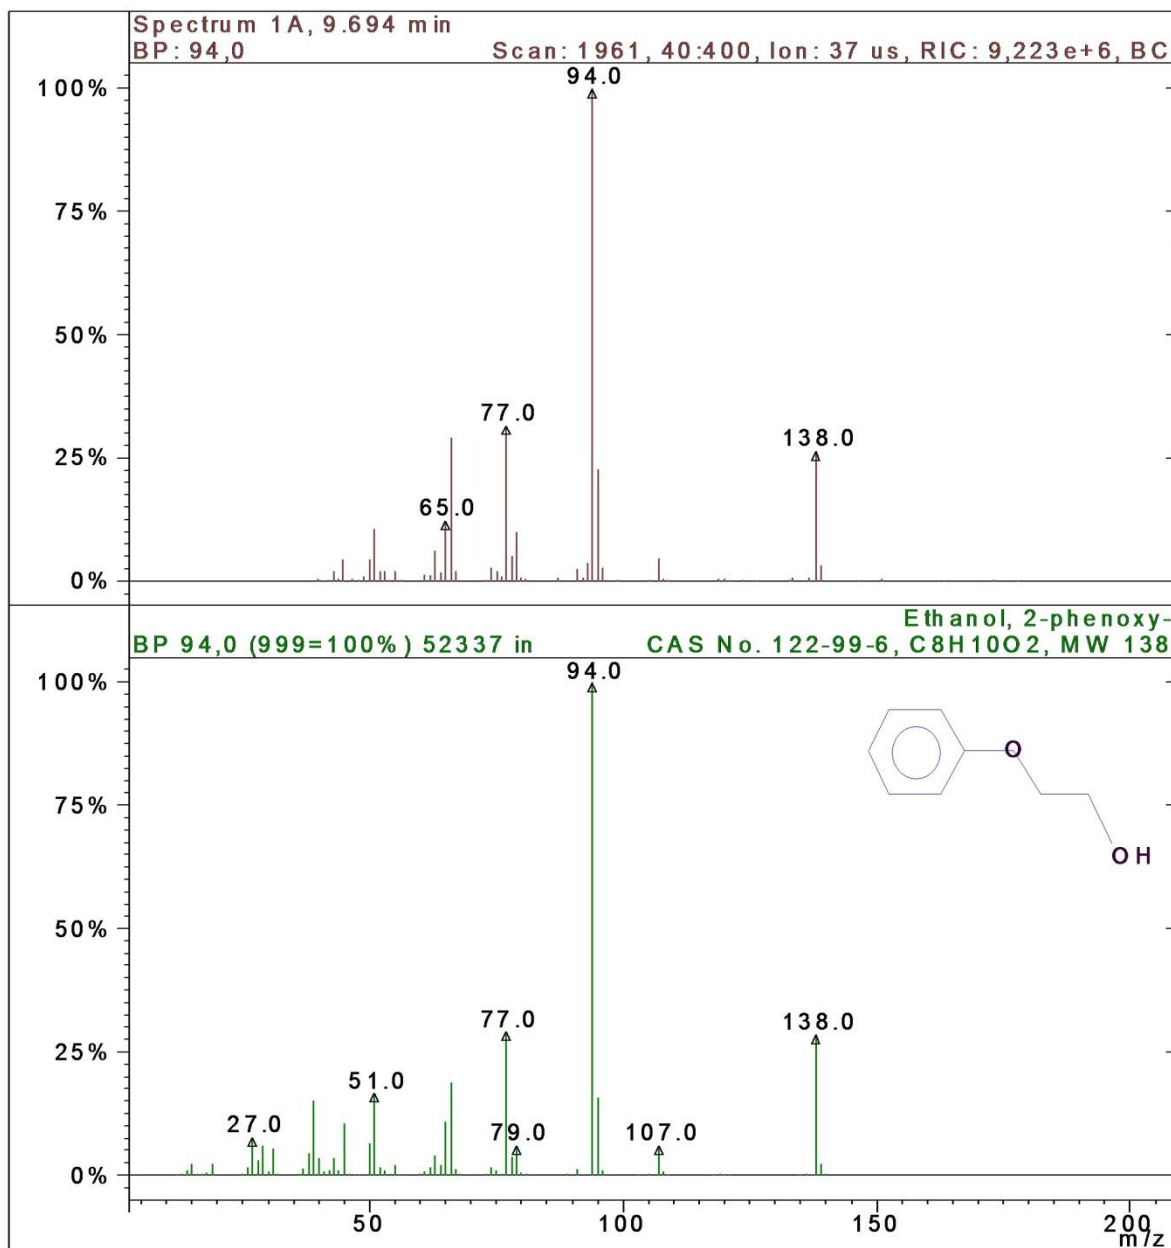 Spectrum 1A, 9.694 min
BP: 94,0 Scan: 1961, 40:400, Ion: 37 us, RIC: 9,223e+6, BC
100%
94.0
75%
50%
77.0
138.0
25%
65.0
0%
Ethanol, 2-phenoxy-
BP 94,0 (999=100%) 52337 in CAS No. 122-99-6, C8H10O2, MW 138
100%
94.0
O
75%
OH
50%
77.0
138.0
25%
51.0
27.0
79.0
107.0
0%
50 100 150 200
m/z